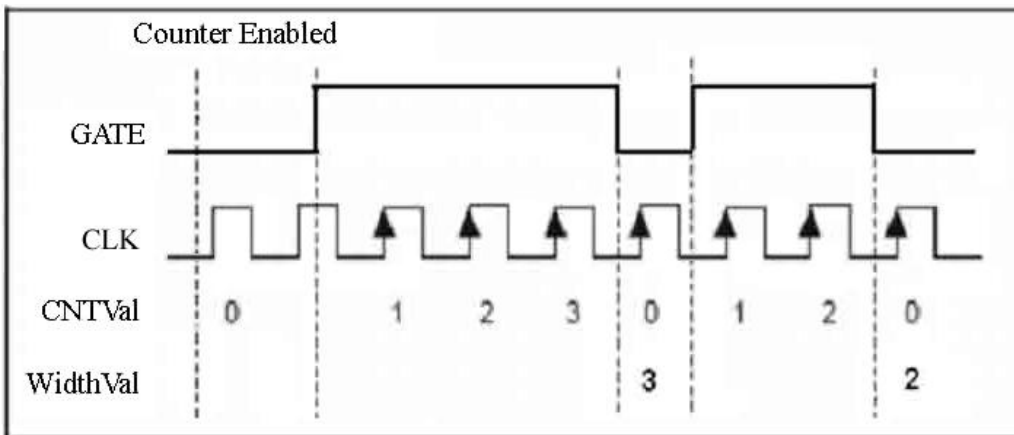 Counter Enabled
GATE
CLK
CNTVal 0 1 2 3 0 1 2 0
WidthVal 3 2